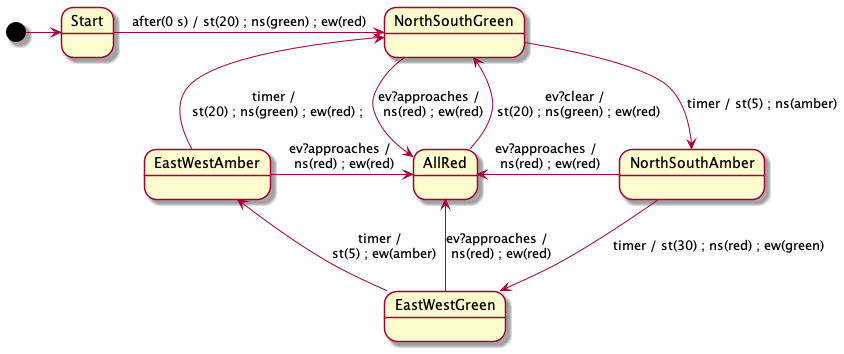 Start
after(0 s) / st(20) ; ns(green) ; ew(red)
NorthSouthGreen
timer /
st(20) ; ns(green) ; ew(red) ;
ev?approaches /
ns(red) ; ew(red)
ev?clear /
st(20) ; ns(green) ; ew(red)
timer / st(5) ; ns(amber)
EastWestAmber
ev?approaches /
ns(red) ; ew(red)
AllRed
ev?approaches /
ns(red) ; ew(red)
NorthSouthAmber
timer /
st(5) ; ew(amber)
ev?approaches /
ns(red) ; ew(red)
timer / st(30) ; ns(red) ; ew(green)
EastWestGreen